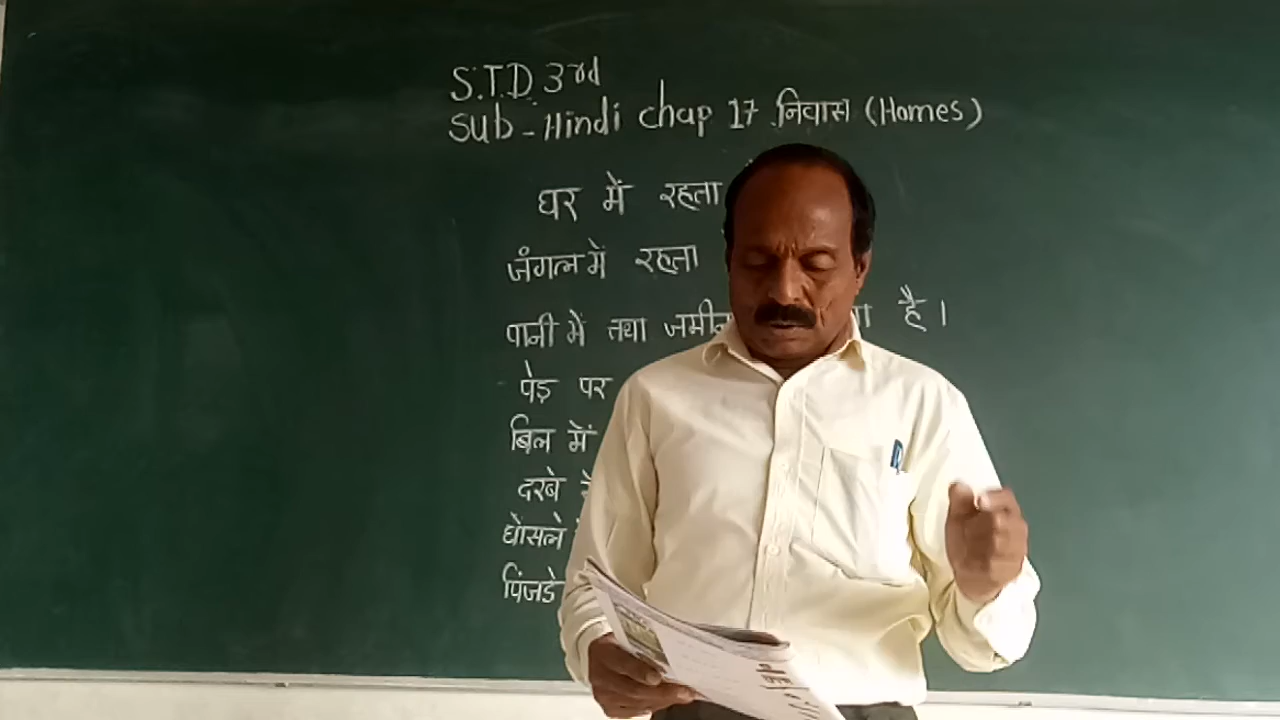 S.T.D. 3rd
Sub - Hindi chap 17 .निवास (Homes)
घर में रहता
जंगल में रहता
पानी में तथा जमीन है।
पेड़ पर
बिल में
दरबे
घोंसले
पिंजडे